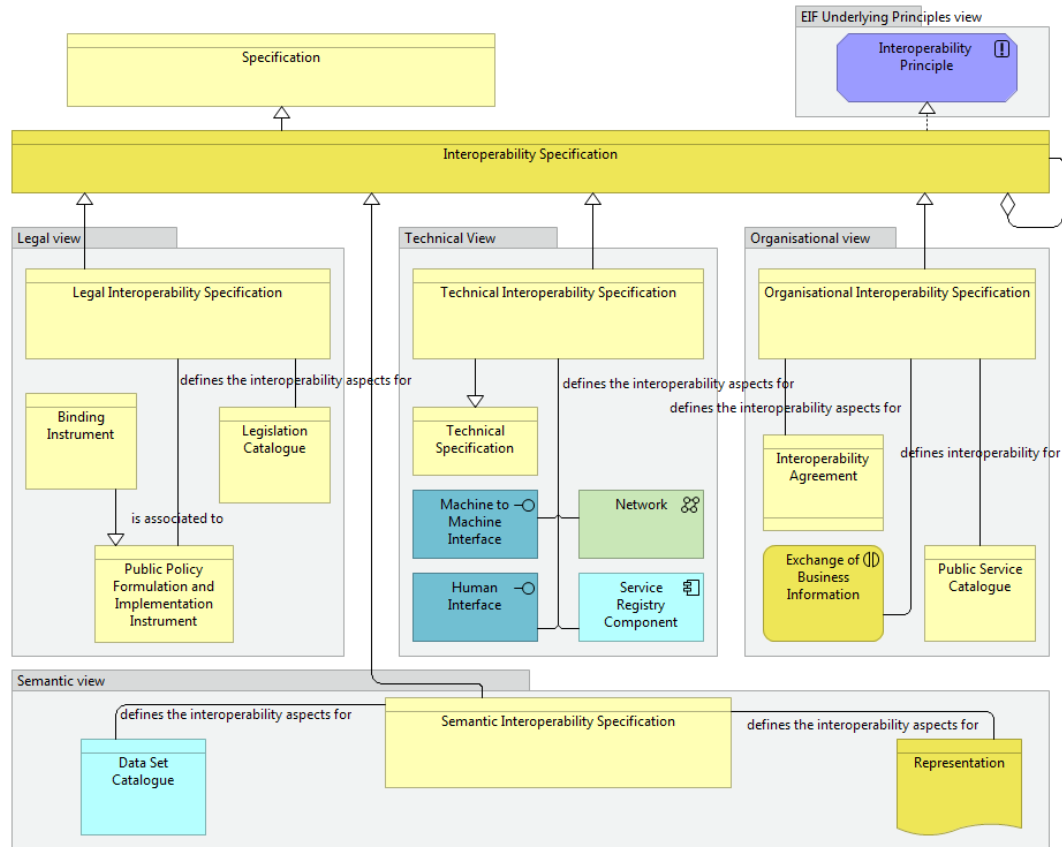 EIF Underlying Principles view
Interoperability
Principle
Specification
Interoperability Specification
Legal view
Legal Interoperability Specification
defines the interoperability aspects for
Binding
Instrument
Legislation
Catalogue
is associated to
Public Policy
Formulation and
Implementation
Instrument
Technical View
Technical Interoperability Specification
defines the interoperability aspects for
Technical
Specification
Machine to
Machine
Interface
Network
Human
Interface
Service
Registry
Component
Organisational view
Organisational Interoperability Specification
defines the interoperability aspects for
defines interoperability for
Interoperability
Agreement
Exchange of
Business
Information
Public Service
Catalogue
Semantic view
defines the interoperability aspects for
Semantic Interoperability Specification
defines the interoperability aspects for
Data Set
Catalogue
Representation